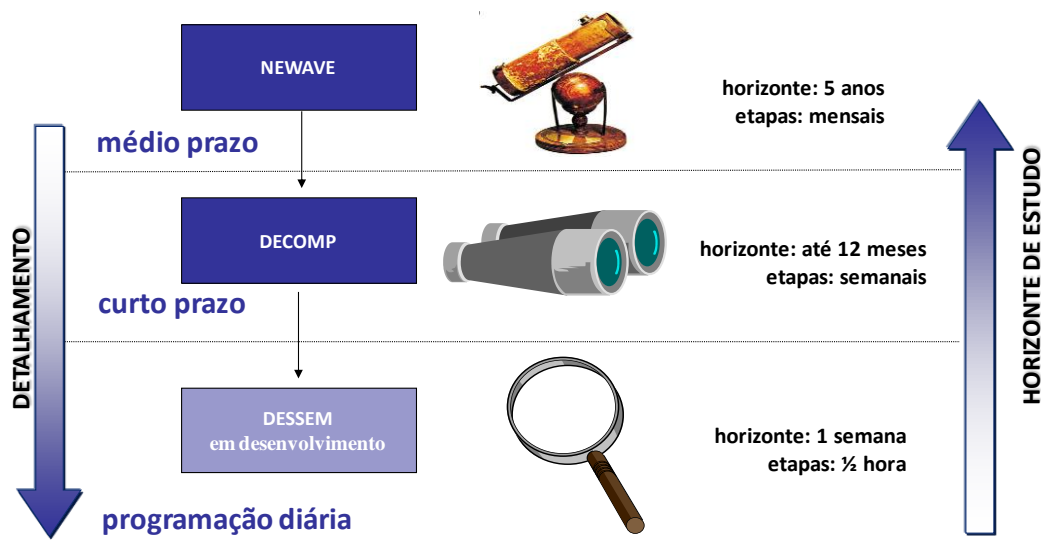 NEWAVE
horizonte: 5 anos
etapas: mensais
médio prazo
DECOMP
horizonte: até 12 meses
etapas: semanais
curto prazo
DESSEM
em desenvolvimento
horizonte: 1 semana
etapas: ½ hora
programação diária
DETALHAMENTO
HORIZONTE DE ESTUDO